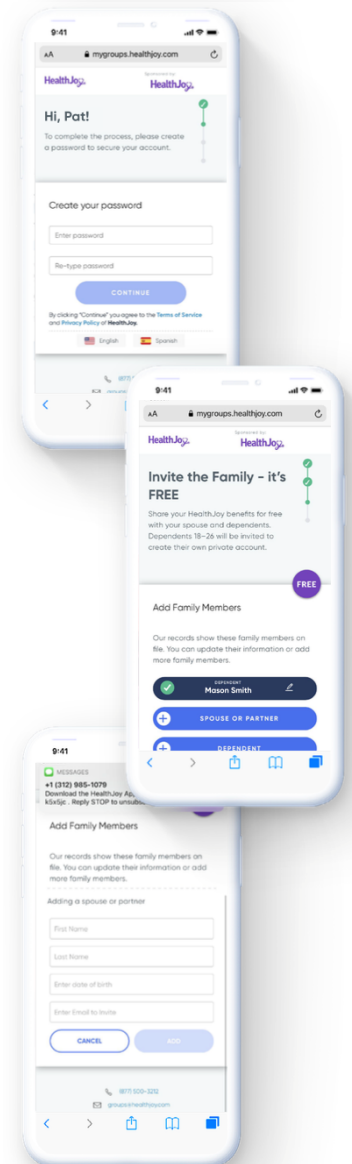 9:41
AA mygroups.healthjoy.com
HealthJoy.
Sponsored by:
HealthJoy.
Hi, Pat!
To complete the process, please create
a password to secure your account.
Create your password
Enter password
Re-type password
CONTINUE
By clicking "Continue" you agree to the Terms of Service
and Privacy Policy of HealthJoy.
English
Spanish
9:41
AA mygroups.healthjoy.com
HealthJoy.
Sponsored by:
HealthJoy.
Invite the Family - it's
FREE
Share your HealthJoy benefits for free
with your spouse and dependents.
Dependents 18-26 will be invited to
create their own private account.
FREE
Add Family Members
Our records show these family members on
file. You can update their information or add
more family members.
DEPENDENT
Mason Smith
SPOUSE OR PARTNER
DEPENDENT
9:41
MESSAGES
+1 (312) 985-1079
Download the HealthJoy Ap
k5x5jc . Reply STOP to unsubs
Add Family Members
Our records show these family members on
file. You can update their information or add
more family members.
Adding a spouse or partner
First Name
Last Name
Enter date of birth
Enter Email to Invite
CANCEL
ADD
(877) 500-3212
groups@healthjoy.com